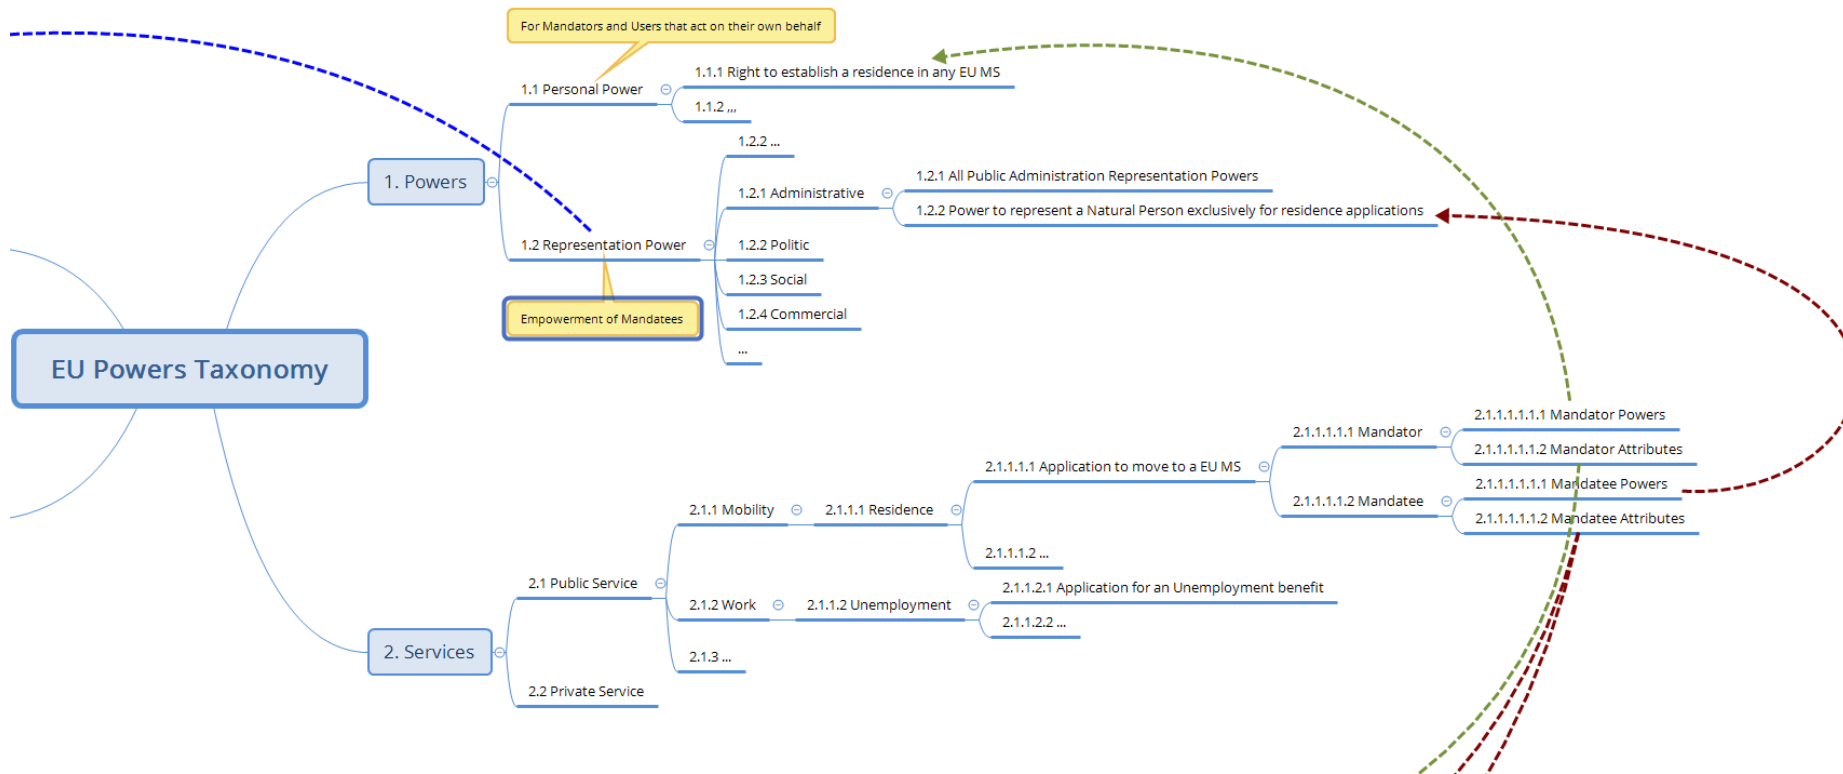 For Mandators and Users that act on their own behalf
1.1 Personal Power
1.1.1 Right to establish a residence in any EU MS
1.1.2 ,,,
1. Powers
1.2.2 ...
1.2.1 Administrative
1.2.1 All Public Administration Representation Powers
1.2.2 Power to represent a Natural Person exclusively for residence applications
1.2 Representation Power
1.2.2 Politic
1.2.3 Social
1.2.4 Commercial
...
Empowerment of Mandatees
EU Powers Taxonomy
2. Services
2.1 Public Service
2.1.1 Mobility
2.1.1.1 Residence
2.1.1.1.1 Application to move to a EU MS
2.1.1.1.1.1 Mandator
2.1.1.1.1.1.1 Mandator Powers
2.1.1.1.1.1.2 Mandator Attributes
2.1.1.1.1.2 Mandatee
2.1.1.1.1.1.1 Mandatee Powers
2.1.1.1.1.1.2 Mandatee Attributes
2.1.1.1.2 ...
2.1.2 Work
2.1.1.2 Unemployment
2.1.1.2.1 Application for an Unemployment benefit
2.1.1.2.2 ...
2.1.3 ...
2.2 Private Service